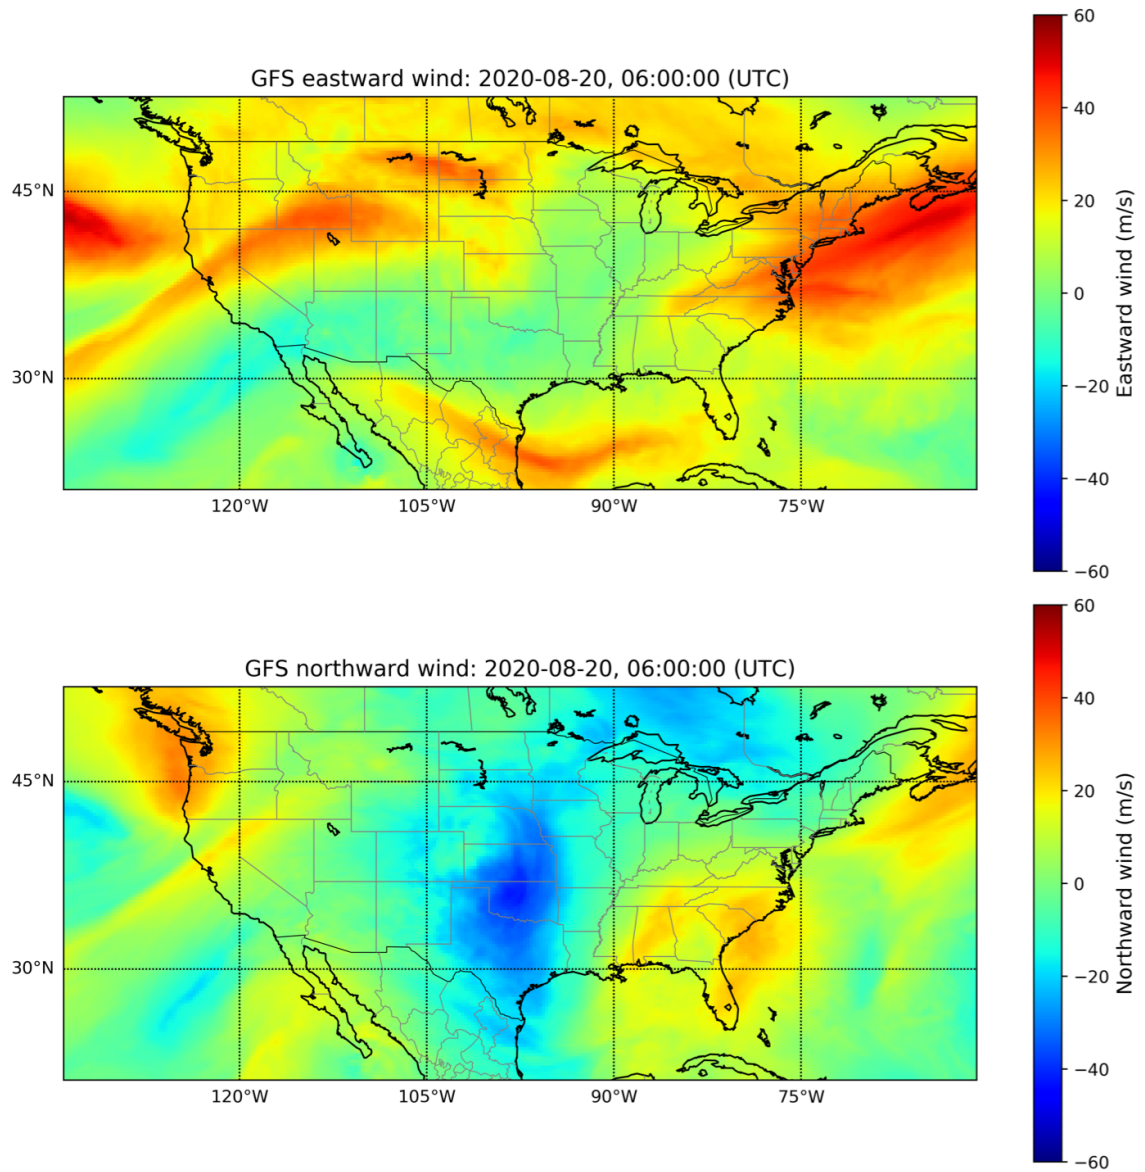 GFS eastward wind: 2020-08-20, 06:00:00 (UTC)
45°N
30°N
120°W 105°W 90°W 75°W
60
40
20
0
−20
−40
−60
Eastward wind (m/s)
GFS northward wind: 2020-08-20, 06:00:00 (UTC)
45°N
30°N
120°W 105°W 90°W 75°W
60
40
20
0
−20
−40
−60
Northward wind (m/s)